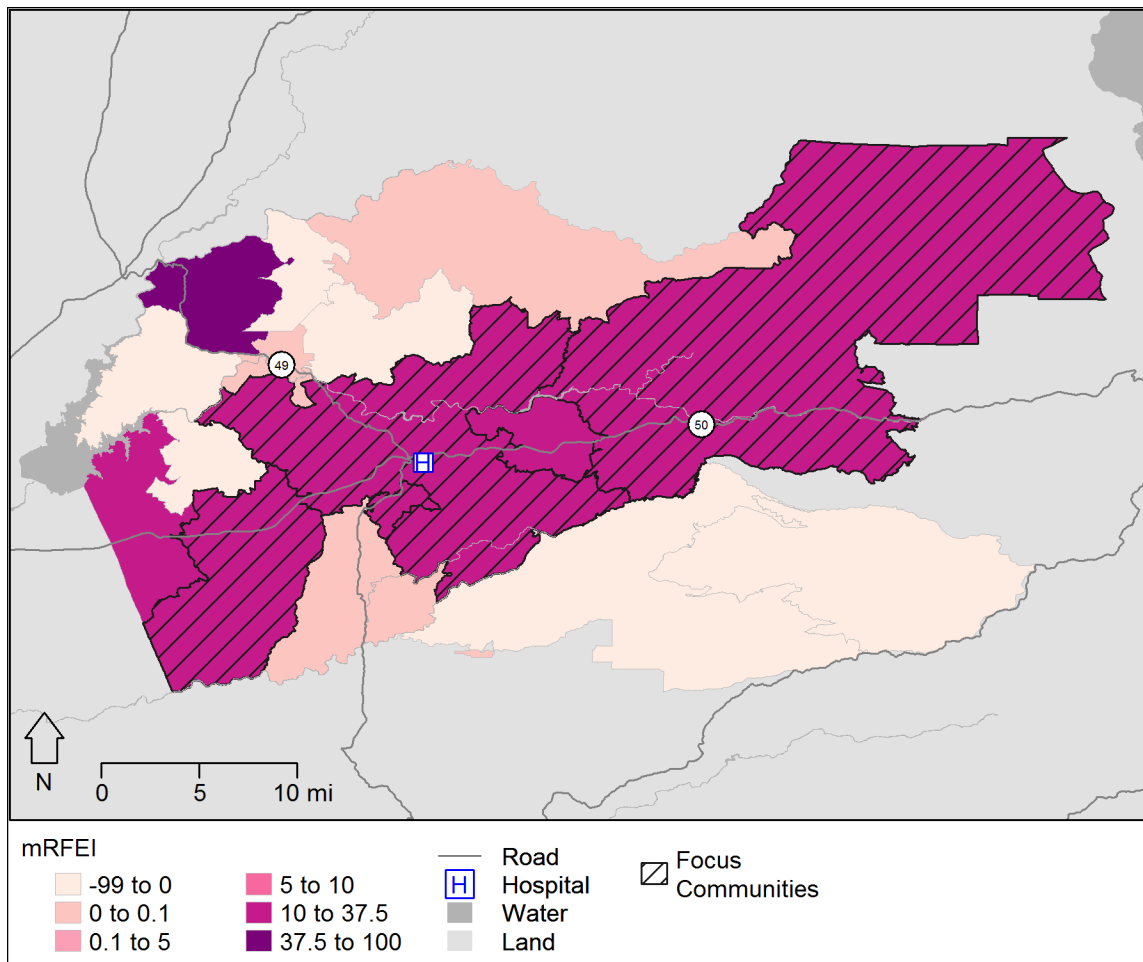 49
50
H
N
0 5 10 mi
mRFEI
-99 to 0
0 to 0.1
0.1 to 5
5 to 10
10 to 37.5
37.5 to 100
Road
H Hospital
Water
Land
Focus
Communities